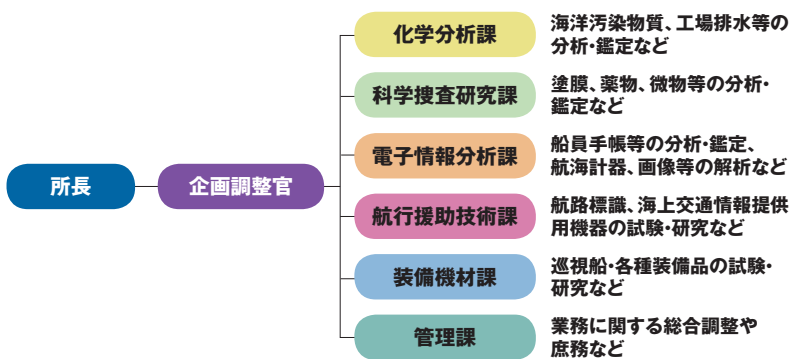 所長
企画調整官
化学分析課
海洋汚染物質、工場排水等の
分析・鑑定など
科学捜査研究課
塗膜、薬物、微物等の分析・
鑑定など
電子情報分析課
船員手帳等の分析・鑑定、
航海計器、画像等の解析など
航行援助技術課
航路標識、海上交通情報提供
用機器の試験・研究など
装備機材課
巡視船・各種装備品の試験・
研究など
管理課
業務に関する総合調整や
庶務など